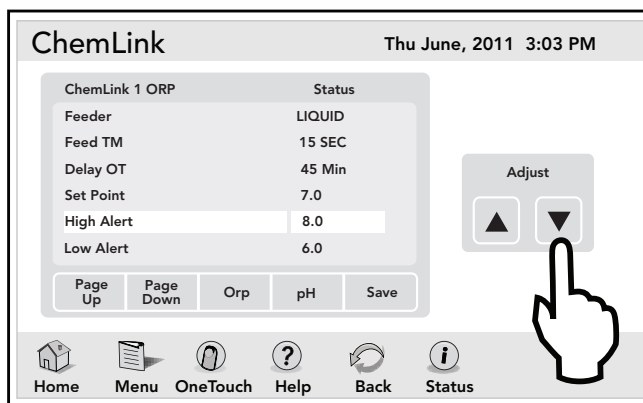 ChemLink
Thu June, 2011 3:03 PM
ChemLink 1 ORP Status
Feeder LIQUID
Feed TM 15 SEC
Delay OT 45 Min
Set Point 7.0
High Alert 8.0
Low Alert 6.0
Page Up
Page Down
Orp
pH
Save
Adjust
?
i
Home Menu OneTouch Help Back Status